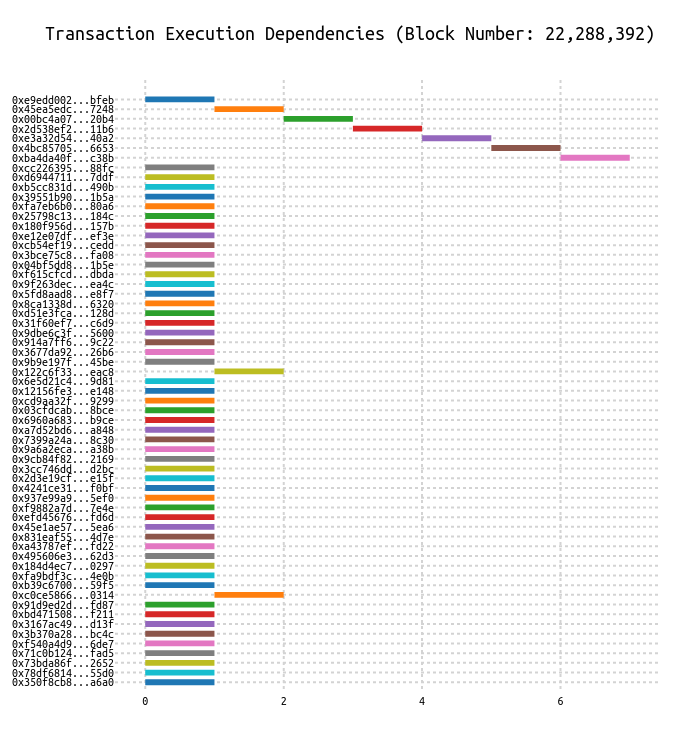 Transaction Execution Dependencies (Block Number: 22,288,392)
0xe9edd002...bfeb
0x45ea5edc...7248
0x00bc4a07...20b4
0x2d538ef2...11b6
0xe3a32d54...40a2
0x4bc85705...6653
0xba4da40f...c38b
0xcc226395...88fc
0xd6944711...7ddf
0xb5cc831d...490b
0x39551b90...1b5a
0xfa7eb6b0...80a6
0x25798c13...184c
0x180f956d...157b
0xe12e07df...ef3e
0xcb54ef19...cedd
0x3bce75c8...fa08
0x04bf5dd8...1b5e
0xf615cfcd...dbda
0x9f263dec...ea4c
0x5fd8aad8...e8f7
0x8ca1338d...6320
0xd51e3fca...128d
0x31f60ef7...c6d9
0x9dbe6c3f...5600
0x914a7ff6...9c22
0x3677da92...26b6
0x9b9e197f...45be
0x122c6f33...eac8
0x6e5d21c4...9d81
0x12156fe3...e148
0xcd9aa32f...9299
0x03cfdcab...8bce
0x6960a683...b9ce
0xa7d52bd6...a848
0x7399a24a...8c30
0x9a6a2eca...a38b
0x9cb84f82...2169
0x3cc746dd...d2bc
0x2d3e19cf...e15f
0x4241ce31...f0bf
0x937e99a9...5ef0
0xf9882a7d...7e4e
0xefd45676...fd6d
0x45e1ae57...5ea6
0x831eaf55...4d7e
0xa43787ef...fd22
0x495606e3...62d3
0x184d4ec7...0297
0xfa9bdf3c...4e0b
0xb39c6700...59f5
0xc0ce5866...0314
0x91d9ed2d...fd87
0xbd471508...f211
0x3167ac49...d13f
0x3b370a28...bc4c
0xf540a4d9...6de7
0x71c0b124...fad5
0x73bda86f...2652
0x78df6814...55d0
0x350f8cb8...a6a0
0 2 4 6